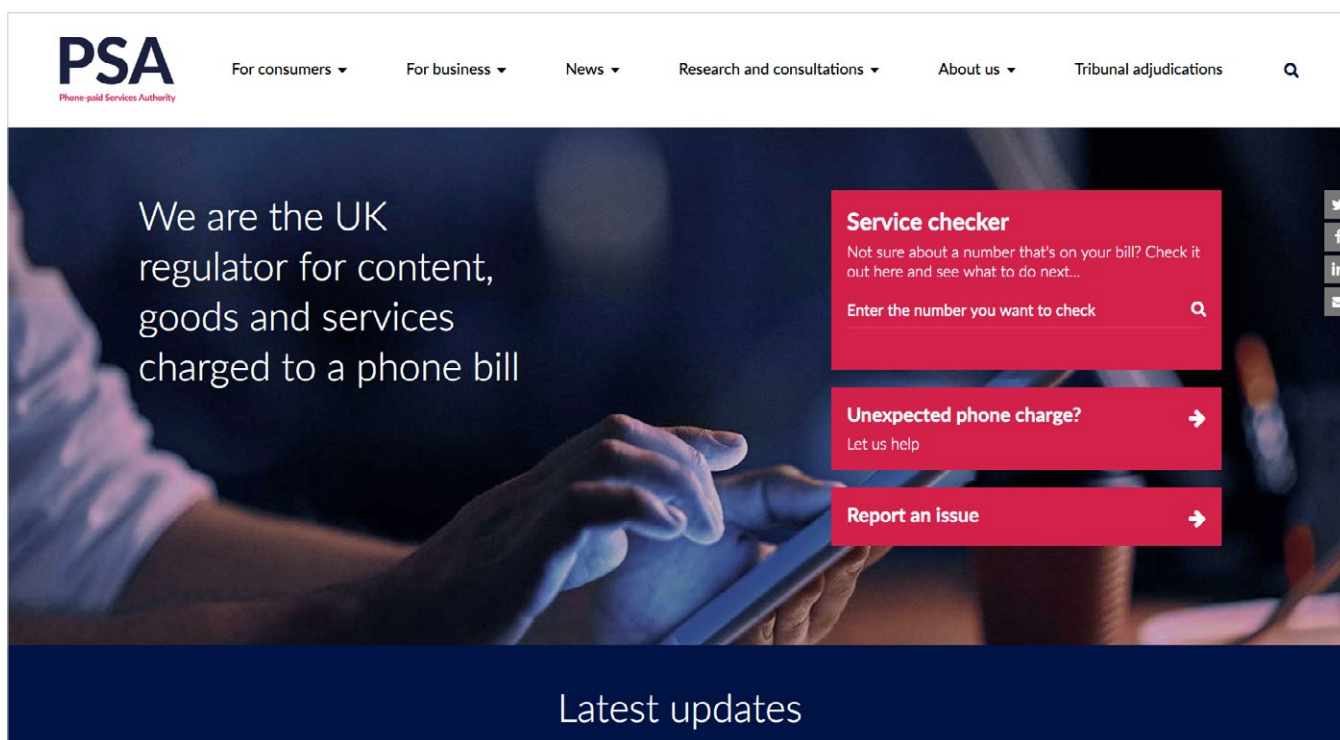 PSA
Phone-paid Services Authority
For consumers
For business
News
Research and consultations
About us
Tribunal adjudications
We are the UK
regulator for content,
goods and services
charged to a phone bill
Service checker
Not sure about a number that's on your bill? Check it
out here and see what to do next...
Enter the number you want to check
Unexpected phone charge?
Let us help
Report an issue
Latest updates